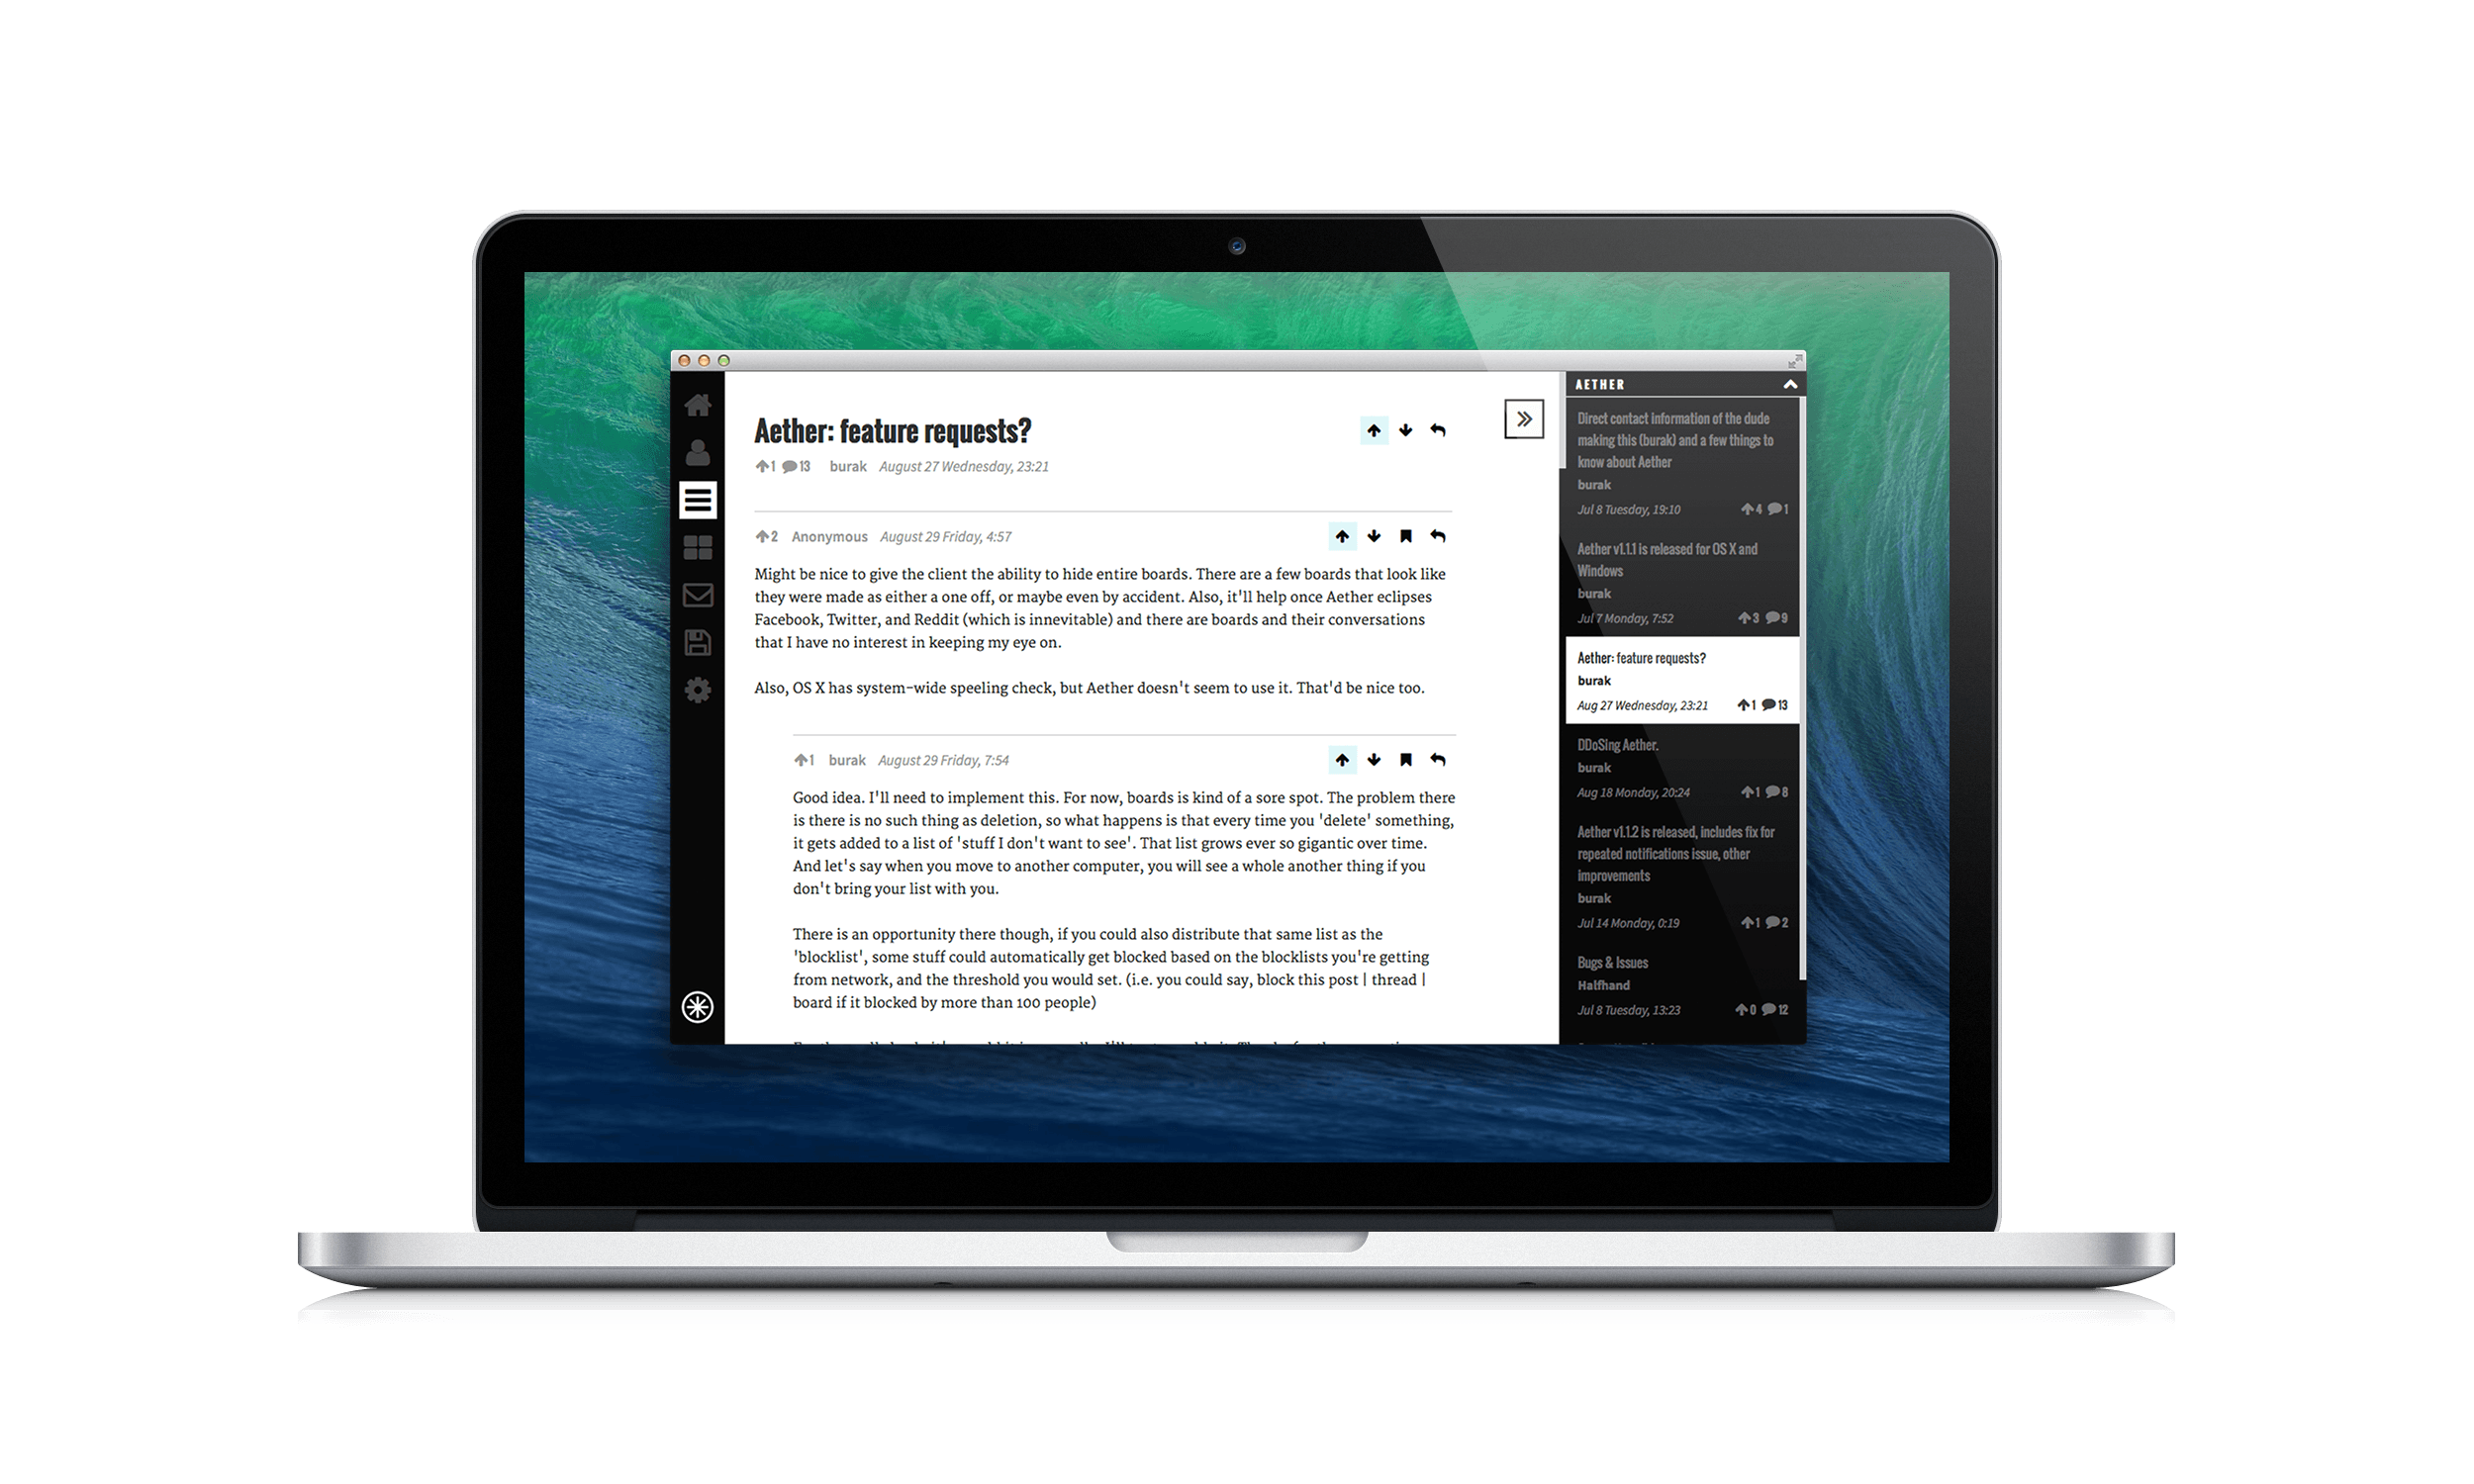 Aether: feature requests?
1 13 burak August 27 Wednesday, 23:21
2 Anonymous August 29 Friday, 4:57
Might be nice to give the client the ability to hide entire boards. There are a few boards that look like
they were made as either a one off, or maybe even by accident. Also, it'll help once Aether eclipses
Facebook, Twitter, and Reddit (which is innevitable) and there are boards and their conversations
that I have no interest in keeping my eye on.
Also, OS X has system-wide speeling check, but Aether doesn't seem to use it. That'd be nice too.
1 burak August 29 Friday, 7:54
Good idea. I'll need to implement this. For now, boards is kind of a sore spot. The problem there
is there is no such thing as deletion, so what happens is that every time you 'delete' something,
it gets added to a list of 'stuff I don't want to see'. That list grows ever so gigantic over time.
And let's say when you move to another computer, you will see a whole another thing if you
don't bring your list with you.
There is an opportunity there though, if you could also distribute that same list as the
'blocklist', some stuff could automatically get blocked based on the blocklists you're getting
from network, and the threshold you would set. (i.e. you could say, block this post | thread |
board if it blocked by more than 100 people)
AETHER
Direct contact information of the dude
making this (burak) and a few things to
know about Aether
burak
Jul 8 Tuesday, 19:10 4 1
Aether v1.1.1 is released for OS X and
Windows
burak
Jul 7 Monday, 7:52 3 9
Aether: feature requests?
burak
Aug 27 Wednesday, 23:21 1 13
DDoSing Aether.
burak
Aug 18 Monday, 20:24 1 8
Aether v1.1.2 is released, includes fix for
repeated notifications issue, other
improvements
burak
Jul 14 Monday, 0:19 1 2
Bugs & Issues
Halfhand
Jul 8 Tuesday, 13:23 0 12